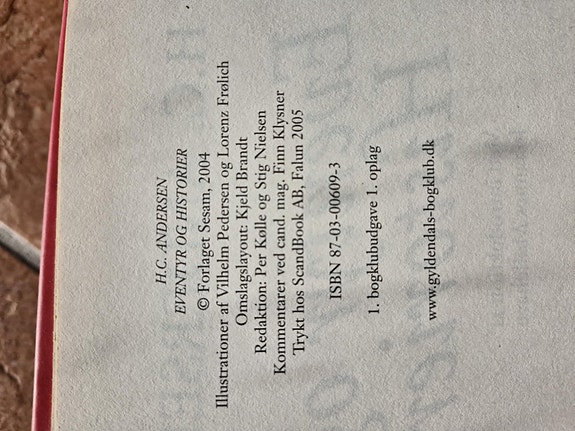 H.C. ANDERSEN
EVENTYR OG HISTORIER
© Forlaget Sesam, 2004
Illustrationer af Vilhelm Pedersen og Lorenz Frølich
Omslagslayout: Kjeld Brandt
Redaktion: Per Kølle og Stig Nielsen
Kommentarer ved cand. mag. Finn Klysner
Trykt hos ScandBook AB, Falun 2005
ISBN 87-03-00609-3
1. bogklubudgave 1. oplag
www.gyldendals-bogklub.dk